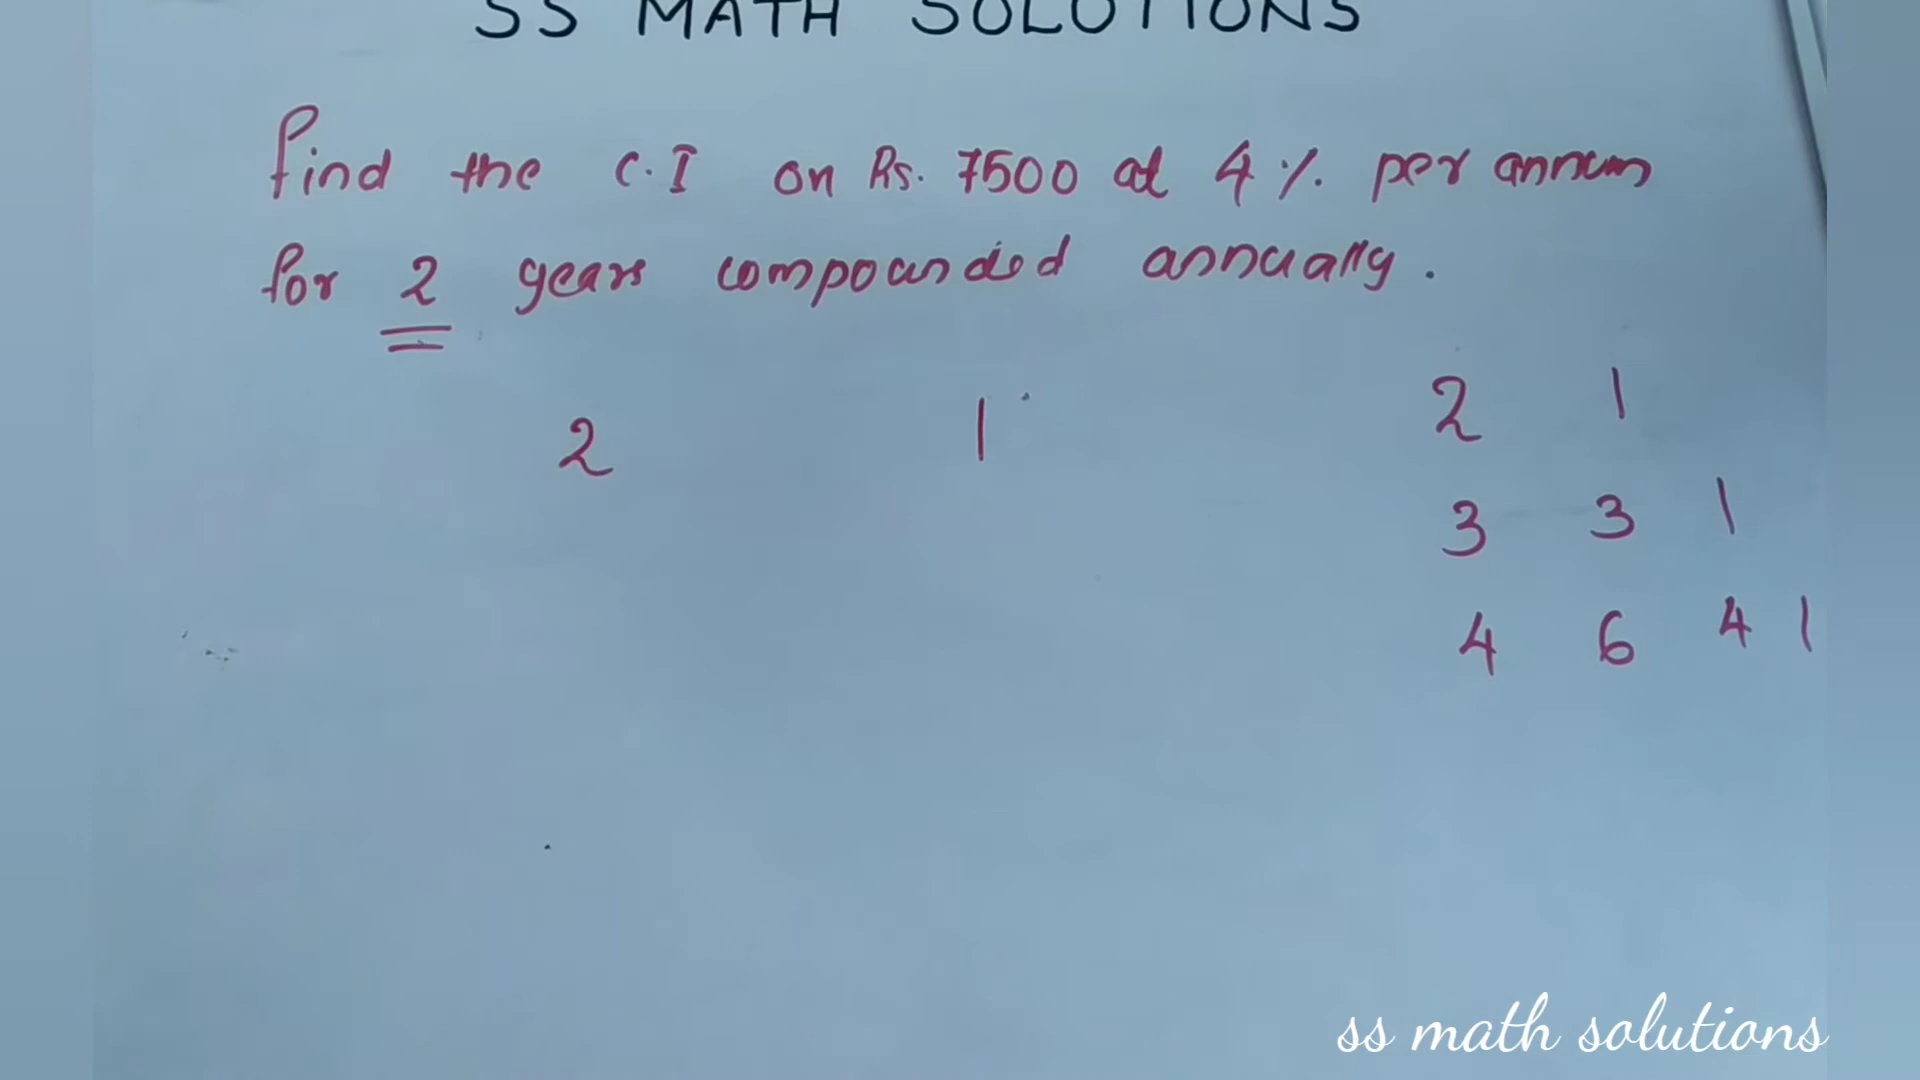 SS MATH SOLUTIONS
Find the C.I on Rs. 7500 at 4% per annum
for 2 years compounded annually.
2 1
2 1
3 3 1
4 6 4 1
ss math solutions